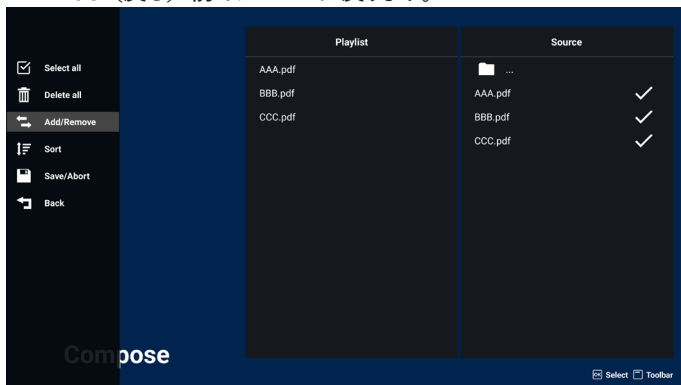 Select all
Delete all
Add/Remove
Sort
Save/Abort
Back
Playlist
AAA.pdf
BBB.pdf
CCC.pdf
Source
...
AAA.pdf
BBB.pdf
CCC.pdf
Compose
OK Select Toolbar